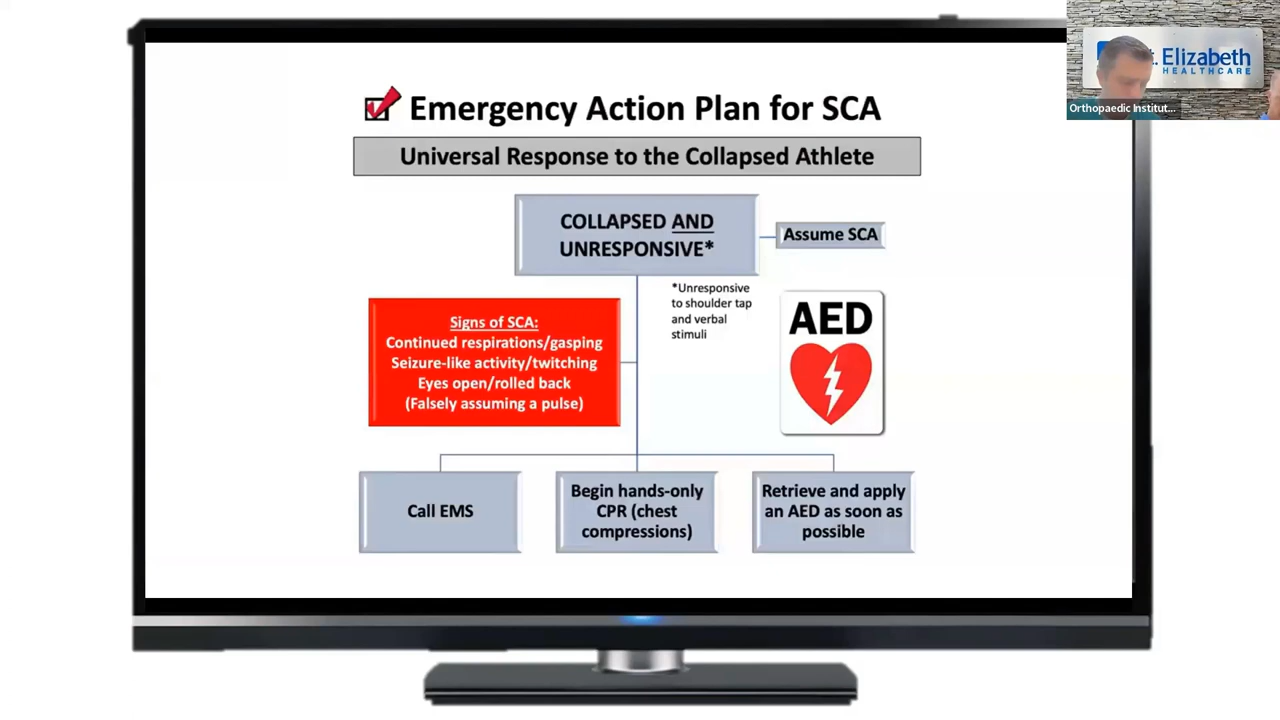 Emergency Action Plan for SCA
Universal Response to the Collapsed Athlete
COLLAPSED AND
UNRESPONSIVE*
Assume SCA
*Unresponsive
to shoulder tap
and verbal
stimuli
Signs of SCA:
Continued respirations/gasping
Seizure-like activity/twitching
Eyes open/rolled back
(Falsely assuming a pulse)
AED
Call EMS
Begin hands-only
CPR (chest
compressions)
Retrieve and apply
an AED as soon as
possible
t. Elizabeth
HEALTHCARE
Orthopaedic Institut...